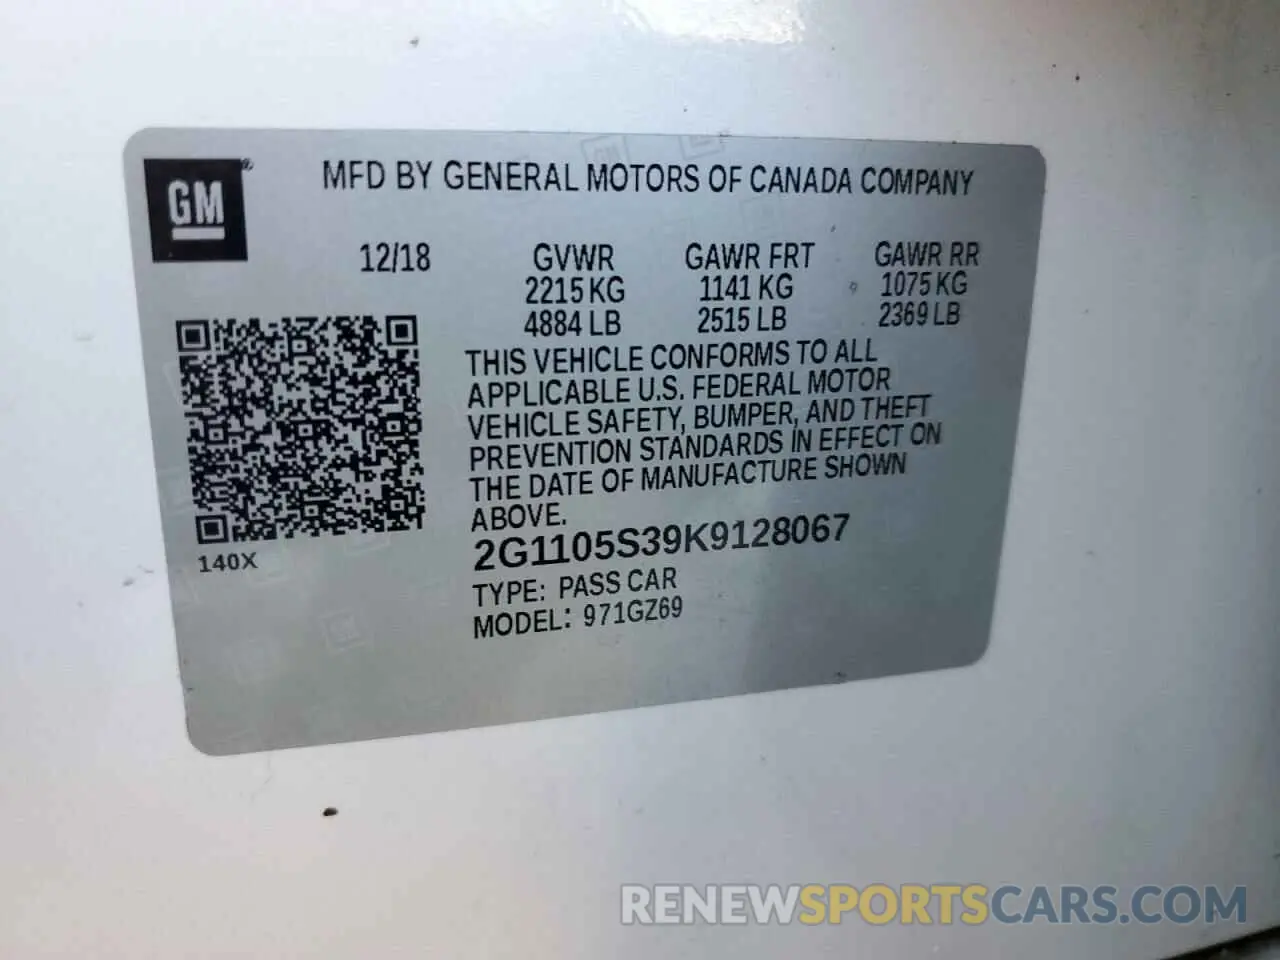 GM
®
MFD BY GENERAL MOTORS OF CANADA COMPANY
12/18 GVWR GAWR FRT GAWR RR
2215 KG 1141 KG 1075 KG
4884 LB 2515 LB 2369 LB
THIS VEHICLE CONFORMS TO ALL
APPLICABLE U.S. FEDERAL MOTOR
VEHICLE SAFETY, BUMPER, AND THEFT
PREVENTION STANDARDS IN EFFECT ON
THE DATE OF MANUFACTURE SHOWN
ABOVE.
140X
2G1105S39K9128067
TYPE: PASS CAR
MODEL: 971GZ69
RENEWSPORTSCARS.COM